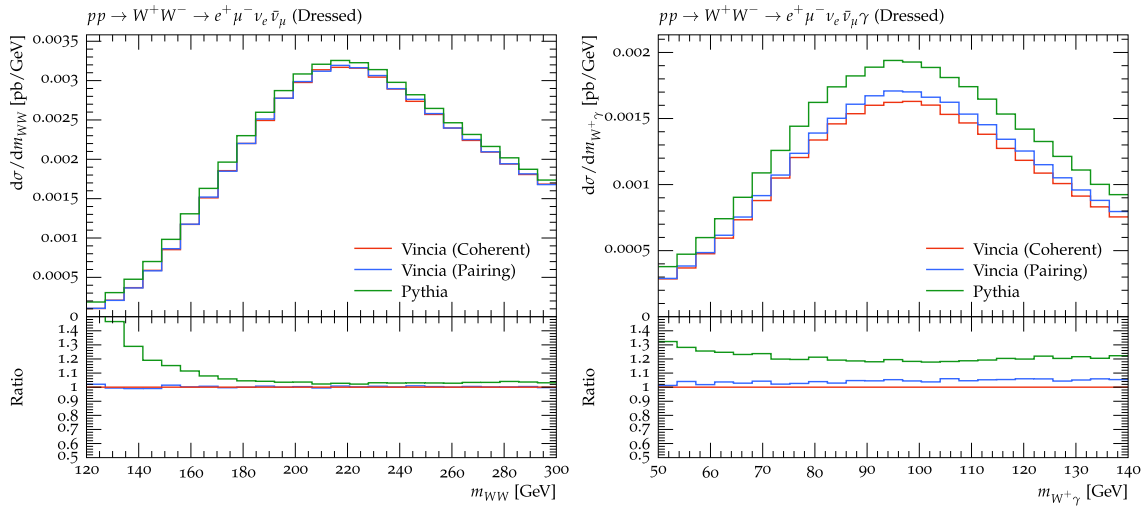 pp → W⁺W⁻ → e⁺μ⁻νₑν̄_μ (Dressed)
dσ/dm_WW [pb/GeV]
0.0035
0.003
0.0025
0.002
0.0015
0.001
0.0005
0
Vincia (Coherent)
Vincia (Pairing)
Pythia
Ratio
1.4
1.3
1.2
1.1
1
0.9
0.8
0.7
0.6
0.5
120 140 160 180 200 220 240 260 280 300
m_WW [GeV]
pp → W⁺W⁻ → e⁺μ⁻νₑν̄_μγ (Dressed)
dσ/dm_W⁺γ [pb/GeV]
0.002
0.0015
0.001
0.0005
0
Vincia (Coherent)
Vincia (Pairing)
Pythia
Ratio
1.4
1.3
1.2
1.1
1
0.9
0.8
0.7
0.6
0.5
50 60 70 80 90 100 110 120 130 140
m_W⁺γ [GeV]